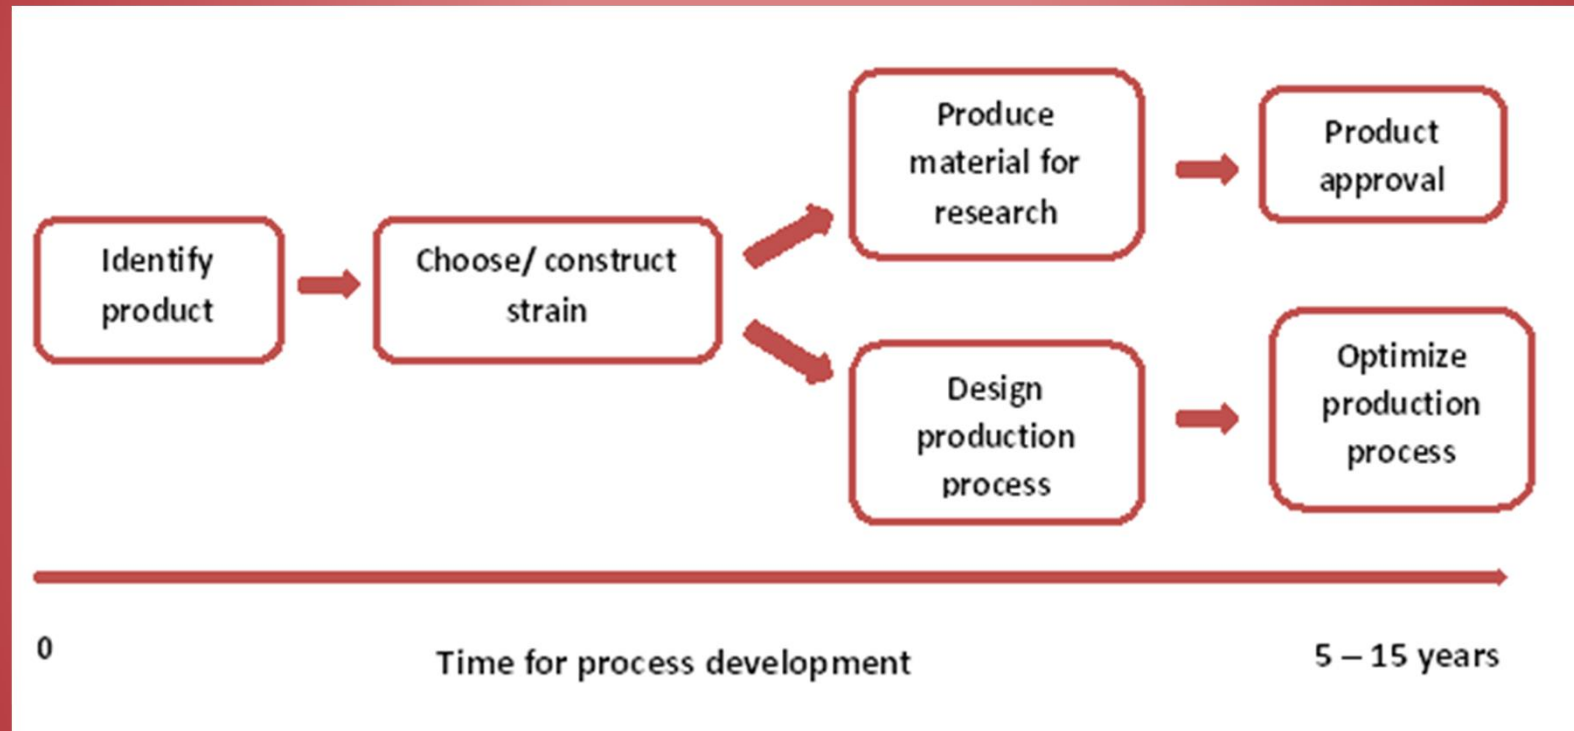 Identify
product
Choose/ construct
strain
Produce
material for
research
Product
approval
Design
production
process
Optimize
production
process
0
Time for process development
5 – 15 years